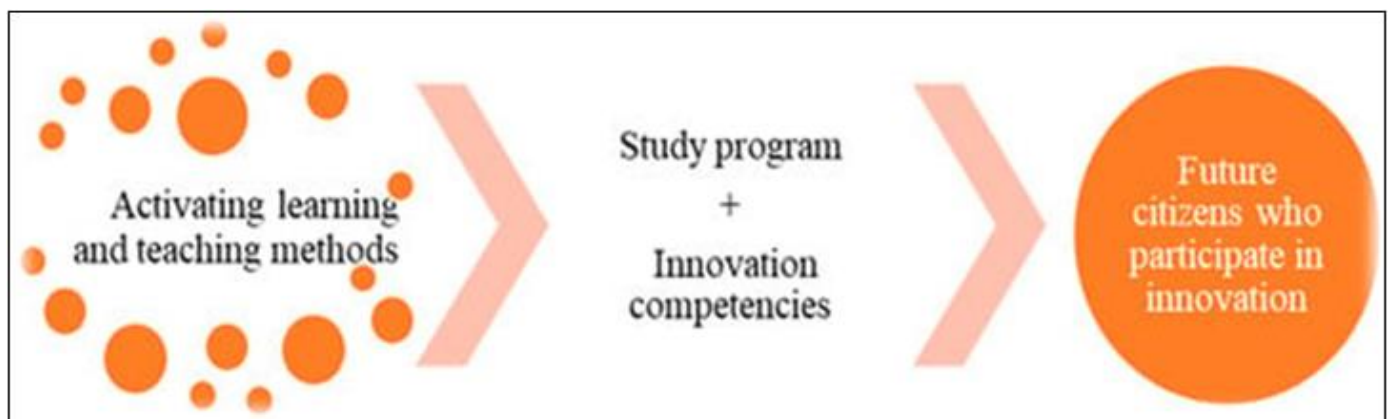 Activating learning
and teaching methods
Study program
+
Innovation
competencies
Future
citizens who
participate in
innovation